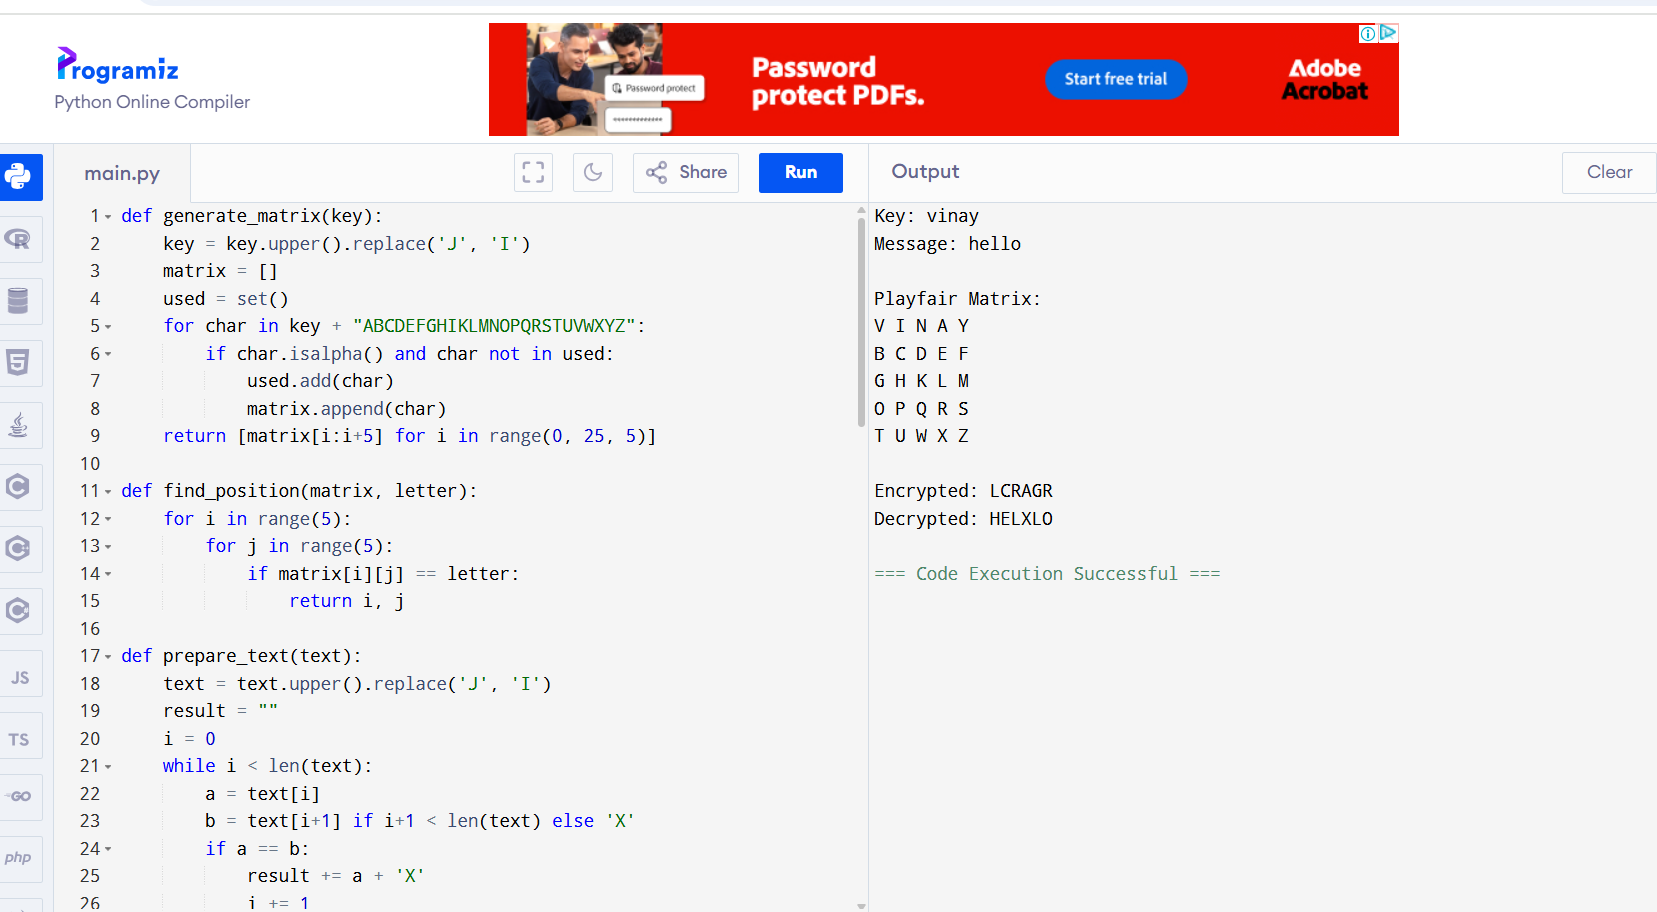 Programiz
Python Online Compiler
Password protect
Password
protect PDFs.
Start free trial
Adobe
Acrobat
main.py
Share
Run
Output
Clear
1 def generate_matrix(key):
2     key = key.upper().replace('J', 'I')
3     matrix = []
4     used = set()
5     for char in key + "ABCDEFGHIKLMNOPQRSTUVWXYZ":
6         if char.isalpha() and char not in used:
7             used.add(char)
8             matrix.append(char)
9     return [matrix[i:i+5] for i in range(0, 25, 5)]
10
11 def find_position(matrix, letter):
12     for i in range(5):
13         for j in range(5):
14             if matrix[i][j] == letter:
15                 return i, j
16
17 def prepare_text(text):
18     text = text.upper().replace('J', 'I')
19     result = ""
20     i = 0
21     while i < len(text):
22         a = text[i]
23         b = text[i+1] if i+1 < len(text) else 'X'
24         if a == b:
25             result += a + 'X'
26             i += 1
Key: vinay
Message: hello
Playfair Matrix:
V I N A Y
B C D E F
G H K L M
O P Q R S
T U W X Z
Encrypted: LCRAGR
Decrypted: HELXLO
=== Code Execution Successful ===
R
5
C
C
C
JS
TS
GO
php